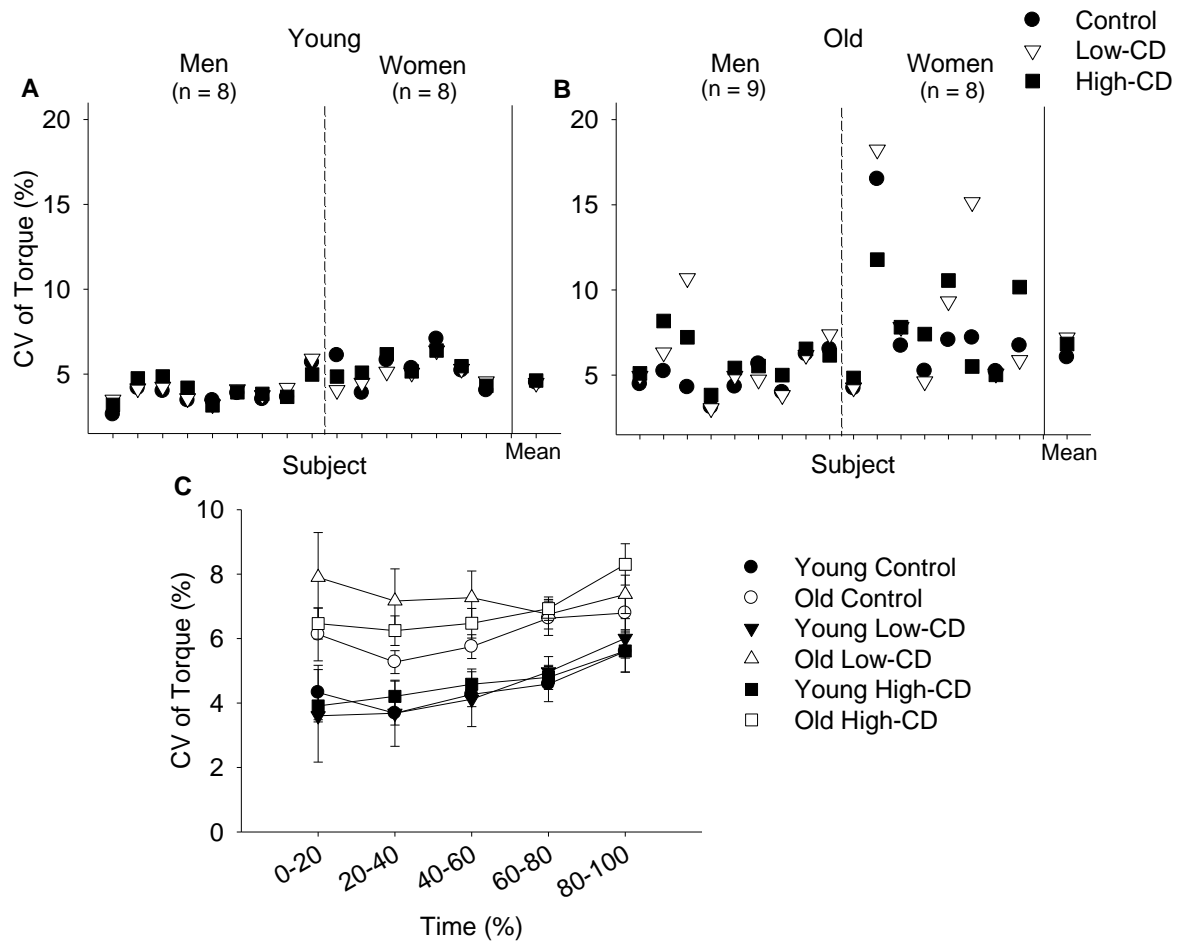 Control
Low-CD
High-CD
Young
Men
(n = 8)
Women
(n = 8)
Old
Men
(n = 9)
Women
(n = 8)
A
CV of Torque (%)
20
15
10
5
Subject
Mean
B
20
15
10
5
Subject
Mean
C
CV of Torque (%)
10
8
6
4
2
0
0-20
20-40
40-60
60-80
80-100
Time (%)
Young Control
Old Control
Young Low-CD
Old Low-CD
Young High-CD
Old High-CD